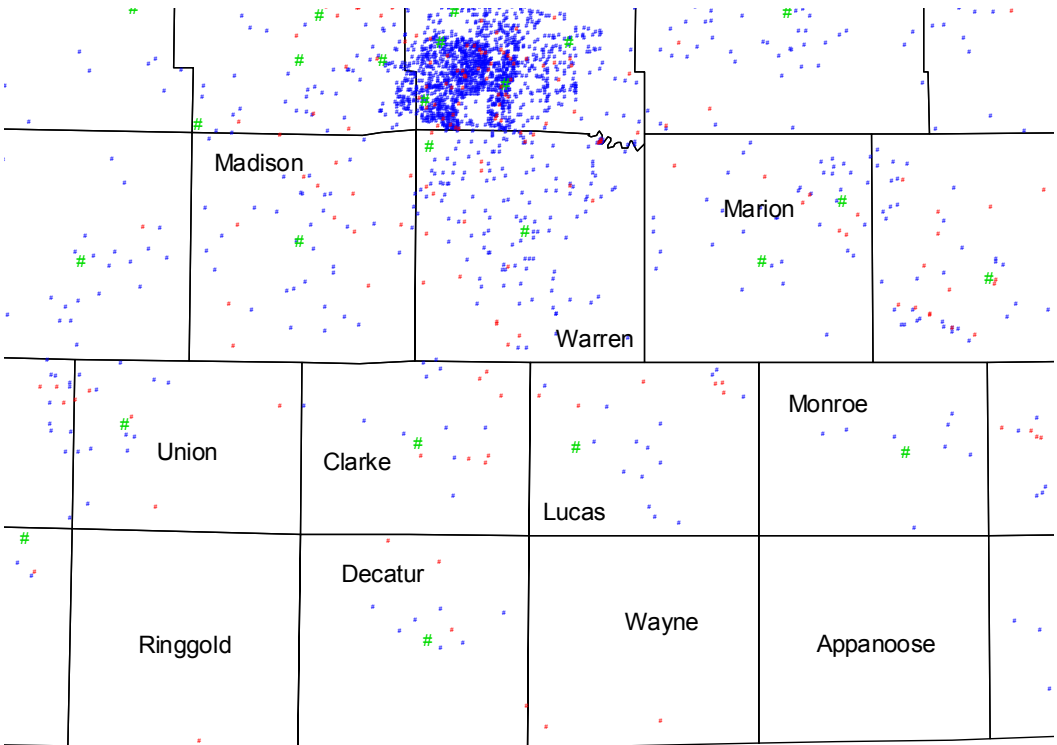 Madison
Marion
Warren
Monroe
Union
Clarke
Lucas
Decatur
Wayne
Ringgold
Appanoose